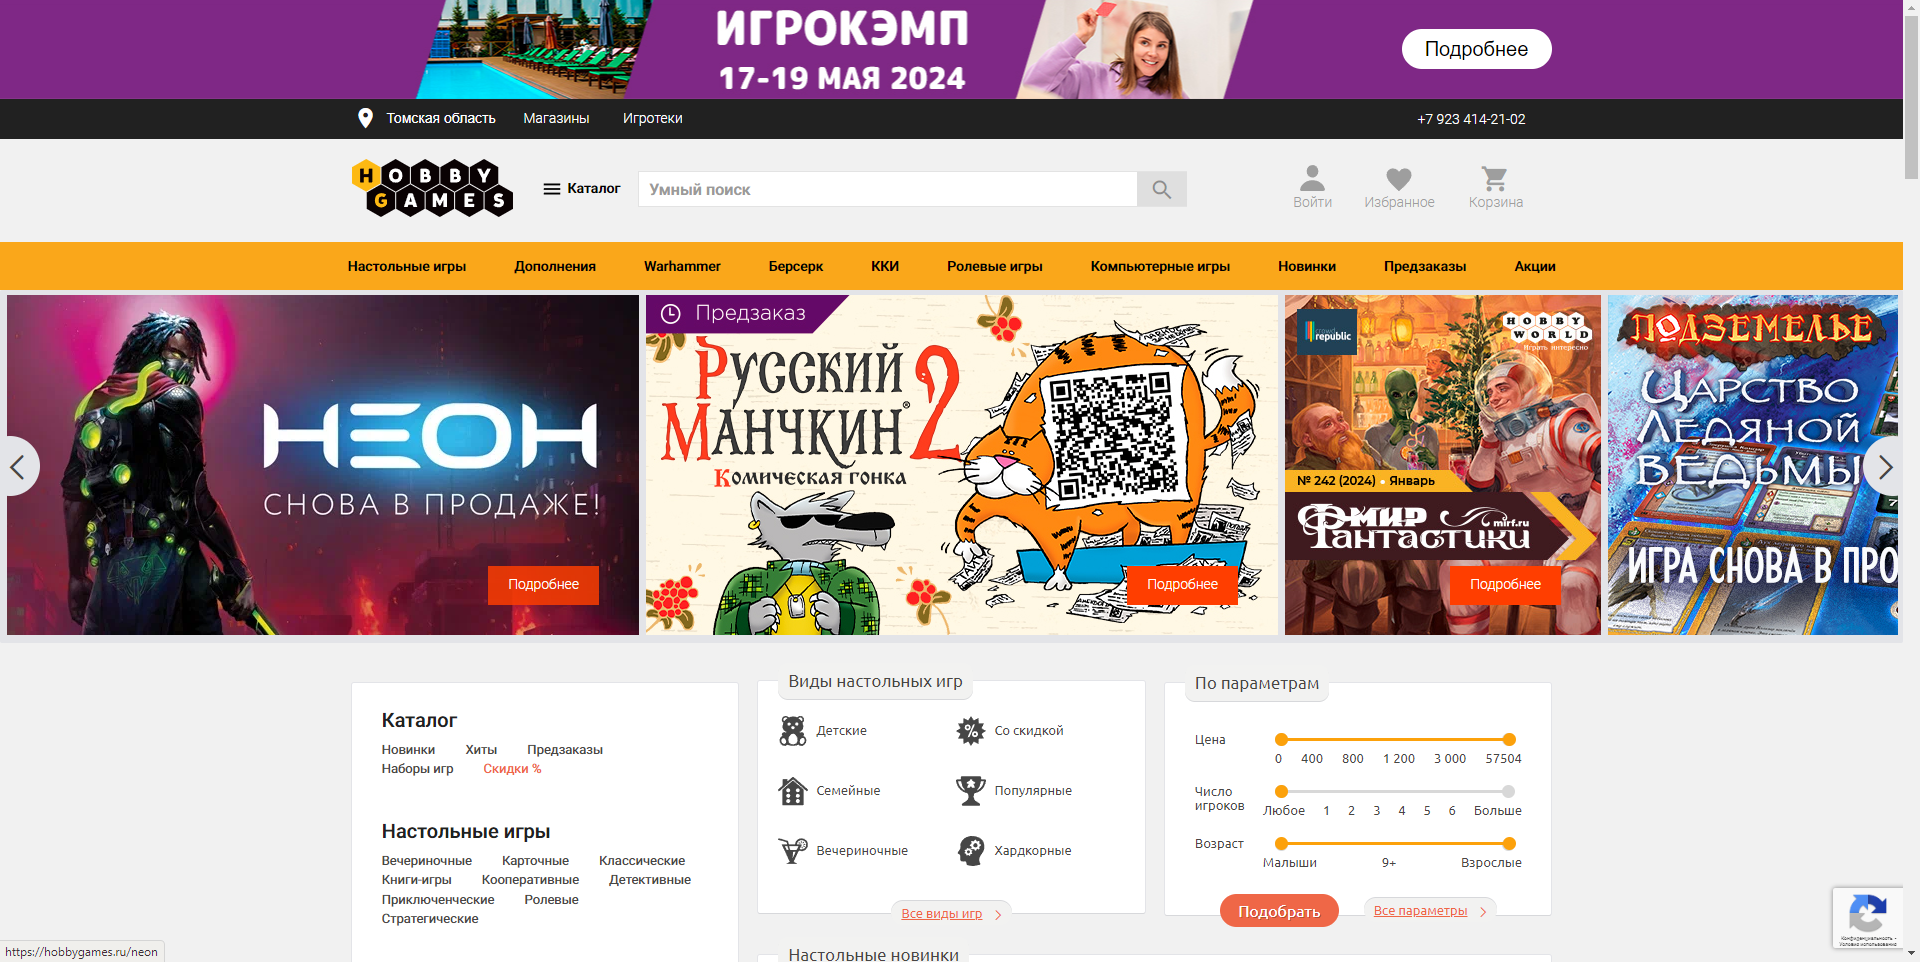 ИГРОКЭМП
17-19 МАЯ 2024
Подробнее
Томская область
Магазины
Игротеки
+7 923 414-21-02
HOBBY
GAMES
Каталог
Умный поиск
Войти
Избранное
Корзина
Настольные игры
Дополнения
Warhammer
Берсерк
ККИ
Ролевые игры
Компьютерные игры
Новинки
Предзаказы
Акции
НЕОН
СНОВА В ПРОДАЖЕ!
Подробнее
Предзаказ
РУССКИЙ
МАНЧКИН® 2
КОМИЧЕСКАЯ ГОНКА
Подробнее
crowd
republic
HOBBY
WORLD
Играть интересно
№ 242 (2024) • Январь
МИР
ФАНТАСТИКИ
mirf.ru
Подробнее
ПОДЗЕМЕЛЬЕ
ЦАРСТВО
ЛЕДЯНОЙ
ВЕДЬМЫ
ИГРА СНОВА В ПРО
Каталог
Новинки
Хиты
Предзаказы
Наборы игр
Скидки %
Настольные игры
Вечериночные
Карточные
Классические
Книги-игры
Кооперативные
Детективные
Приключенческие
Ролевые
Стратегические
Виды настольных игр
Детские
Со скидкой
Семейные
Популярные
Вечериночные
Хардкорные
Все виды игр
По параметрам
Цена
0 400 800 1 200 3 000 57504
Число
игроков
Любое 1 2 3 4 5 6 Больше
Возраст
Малыши 9+ Взрослые
Подобрать
Все параметры
Настольные новинки
Конфиденциальность -
Условия использования
https://hobbygames.ru/neon